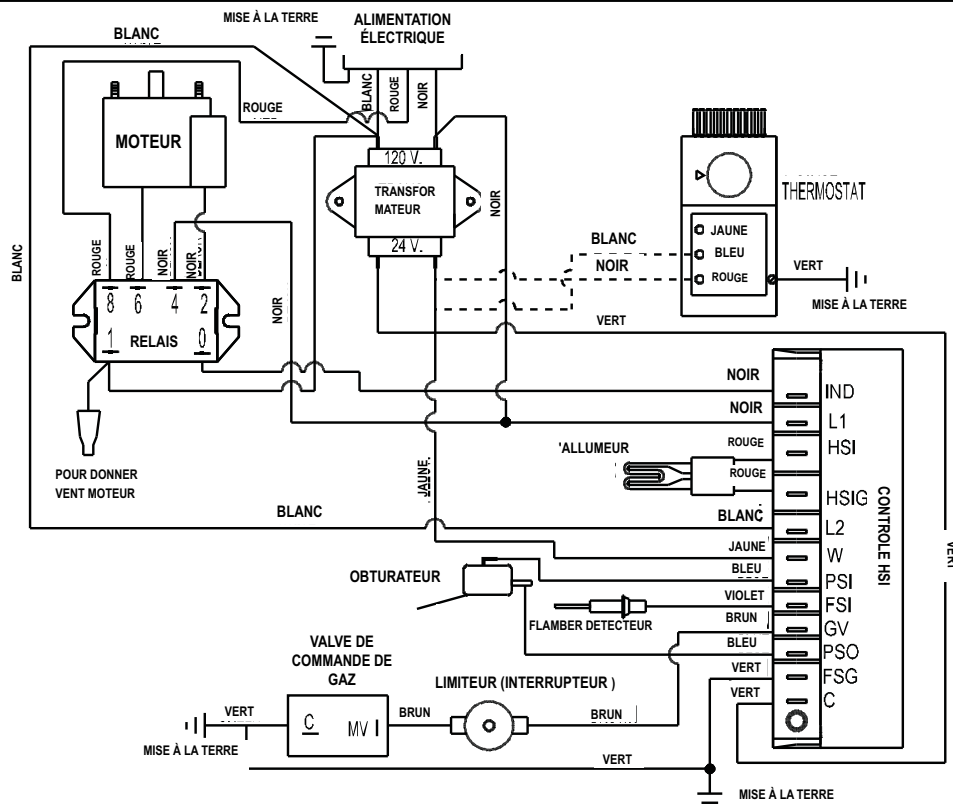 MISE À LA TERRE
ALIMENTATION
ÉLECTRIQUE
BLANC
BLANC
ROUGE
NOIR
ROUGE
MOTEUR
120 V.
TRANSFOR
MATEUR
24 V.
NOIR
THERMOSTAT
JAUNE
BLEU
ROUGE
BLANC
NOIR
VERT
MISE À LA TERRE
VERT
BLANC
ROUGE
ROUGE
NOIR
NOIR
8 6 4 2
1 RELAIS 0
NOIR
POUR DONNER
VENT MOTEUR
NOIR
IND
NOIR
L1
'ALLUMEUR
ROUGE
HSI
ROUGE
HSIG
JAUNE
BLANC
BLANC
L2
JAUNE
W
OBTURATEUR
BLEU
PSI
VIOLET
FSI
FLAMBER DETECTEUR
BRUN
GV
BLEU
PSO
VERT
FSG
VERT
C
CONTROLE HSI
VERT
VALVE DE
COMMANDE DE
GAZ
LIMITEUR (INTERRUPTEUR )
VERT
C
MV I
BRUN
BRUN
MISE À LA TERRE
VERT
MISE À LA TERRE